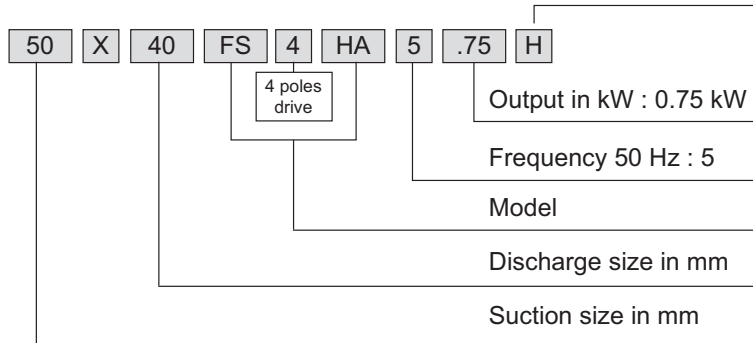 50 X 40 FS 4 HA 5 .75 H
4 poles
drive
Output in kW : 0.75 kW
Frequency 50 Hz : 5
Model
Discharge size in mm
Suction size in mm